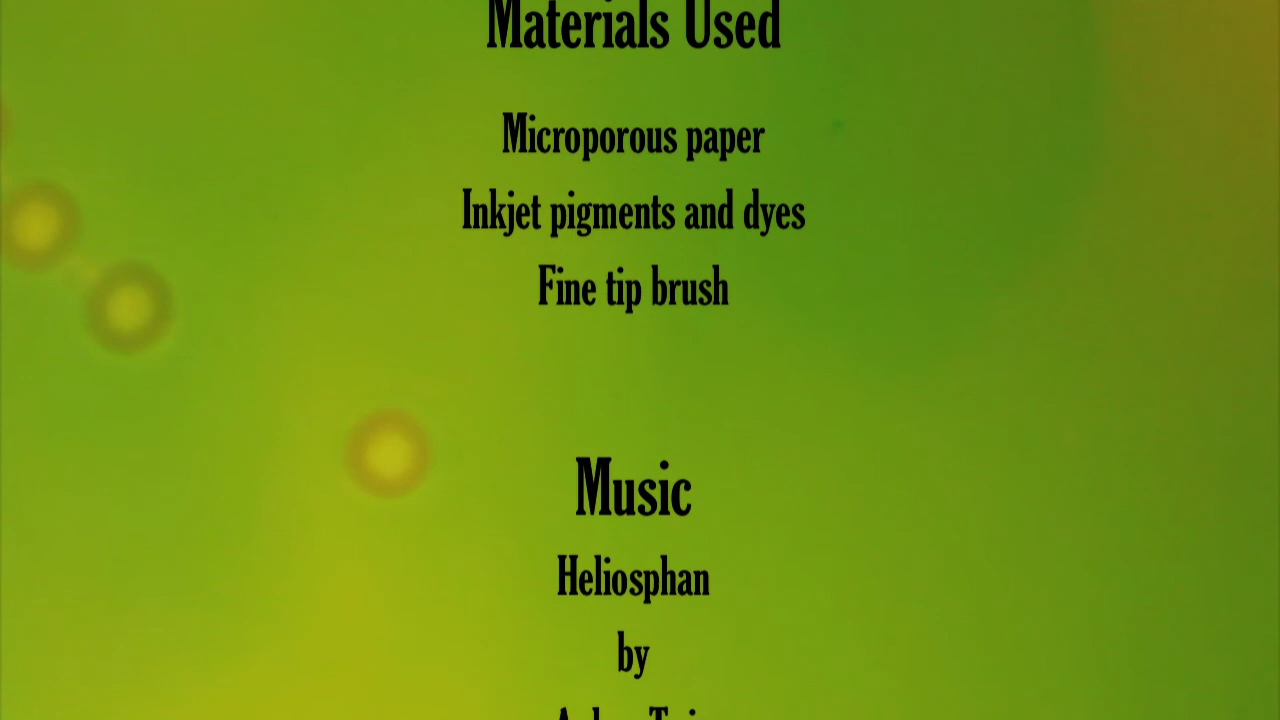 Materials Used
Microporous paper
Inkjet pigments and dyes
Fine tip brush
Music
Heliosphan
by